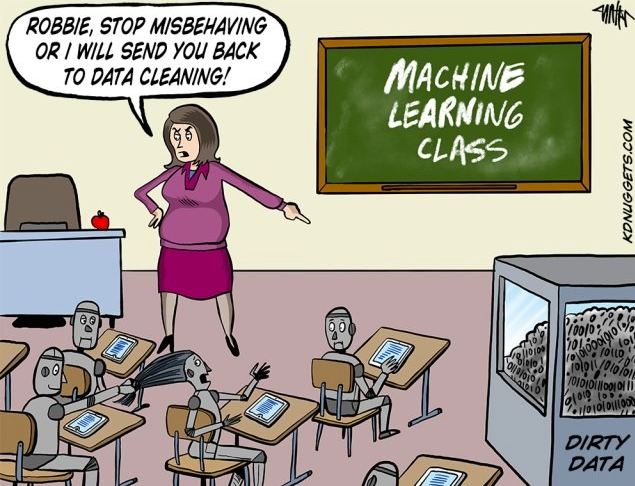 ROBBIE, STOP MISBEHAVING
OR I WILL SEND YOU BACK
TO DATA CLEANING!
MACHINE
LEARNING
CLASS
KDNUGGETS.COM
DIRTY
DATA